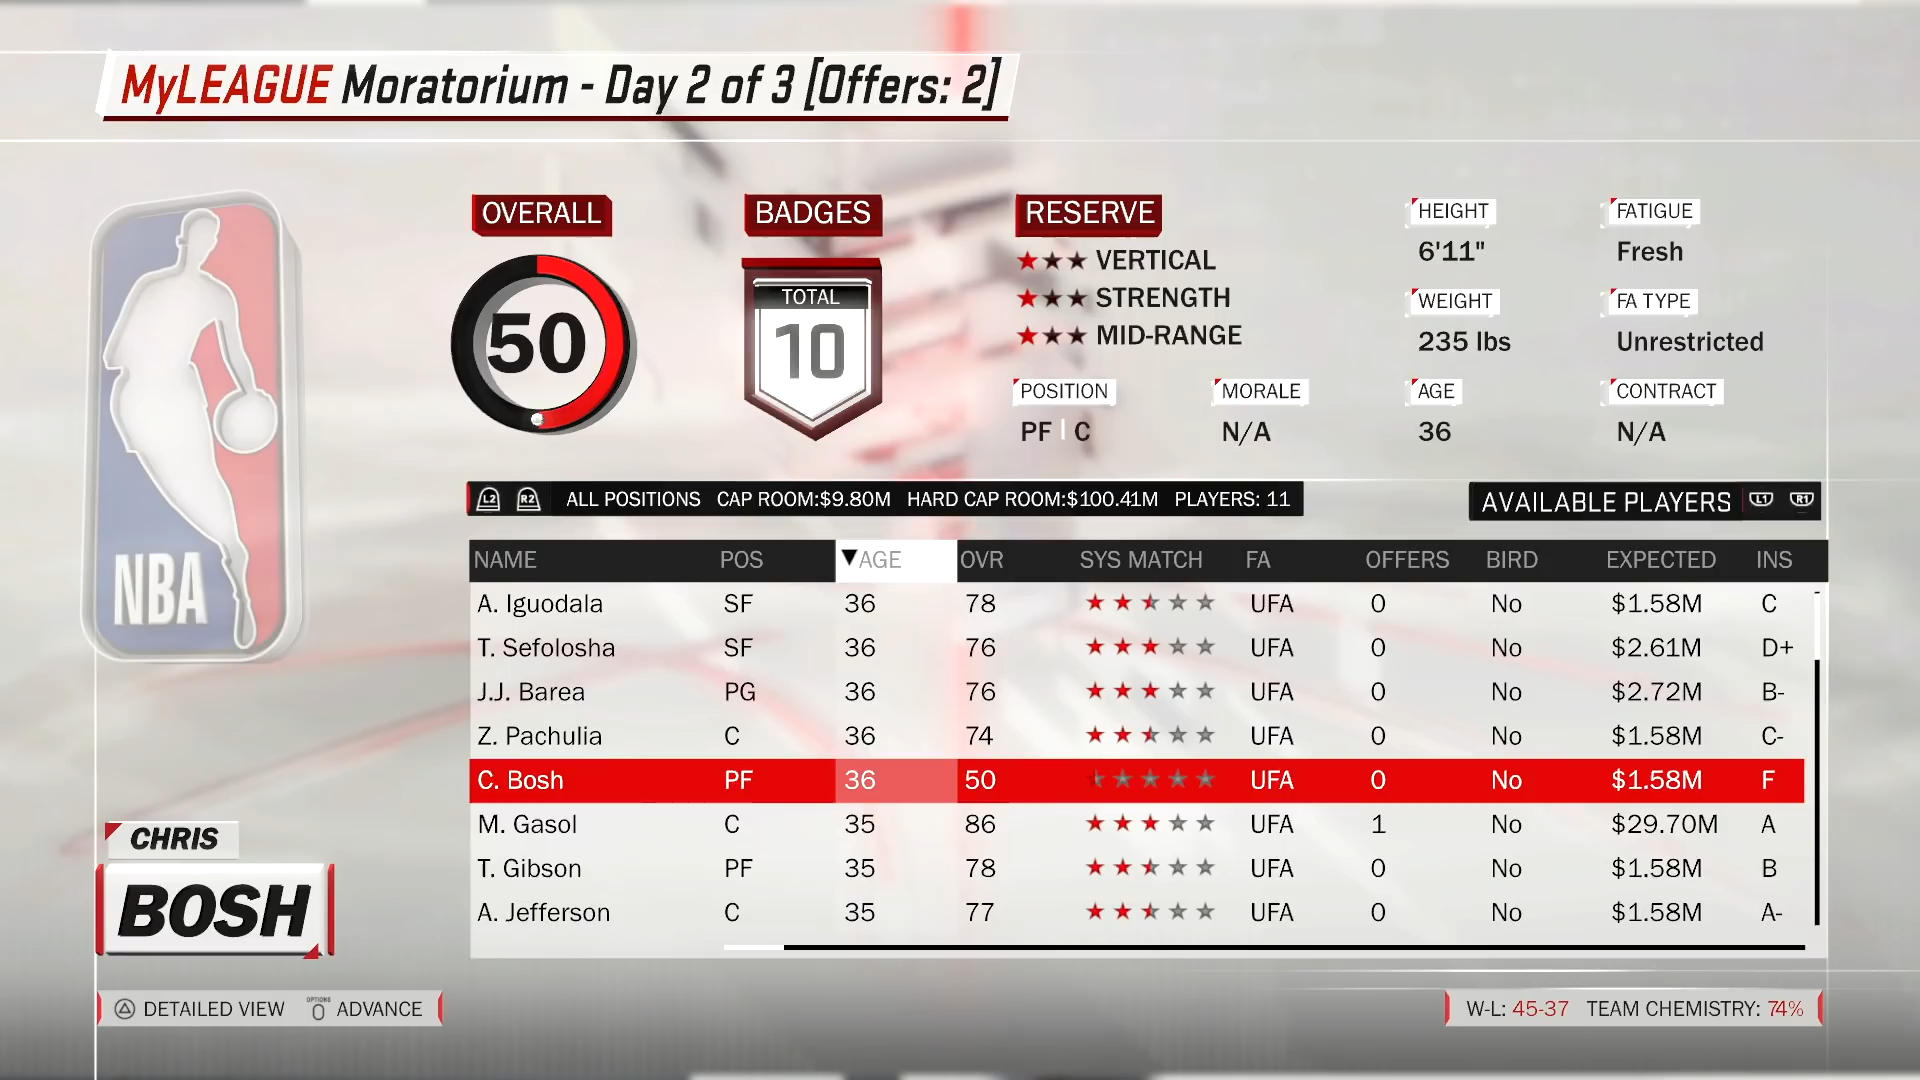 MyLEAGUE Moratorium - Day 2 of 3 [Offers: 2]
OVERALL
50
BADGES
TOTAL
10
RESERVE
VERTICAL
STRENGTH
MID-RANGE
POSITION
PF | C
MORALE
N/A
HEIGHT
6'11"
WEIGHT
235 lbs
AGE
36
FATIGUE
Fresh
FA TYPE
Unrestricted
CONTRACT
N/A
NBA
L2 R2 ALL POSITIONS CAP ROOM:$9.80M HARD CAP ROOM:$100.41M PLAYERS: 11
AVAILABLE PLAYERS L1 R1
NAME POS ▼AGE OVR SYS MATCH FA OFFERS BIRD EXPECTED INS
A. Iguodala SF 36 78 UFA 0 No $1.58M C
T. Sefolosha SF 36 76 UFA 0 No $2.61M D+
J.J. Barea PG 36 76 UFA 0 No $2.72M B-
Z. Pachulia C 36 74 UFA 0 No $1.58M C-
C. Bosh PF 36 50 UFA 0 No $1.58M F
M. Gasol C 35 86 UFA 1 No $29.70M A
T. Gibson PF 35 78 UFA 0 No $1.58M B
A. Jefferson C 35 77 UFA 0 No $1.58M A-
CHRIS
BOSH
DETAILED VIEW OPTIONS ADVANCE
W-L: 45-37 TEAM CHEMISTRY: 74%